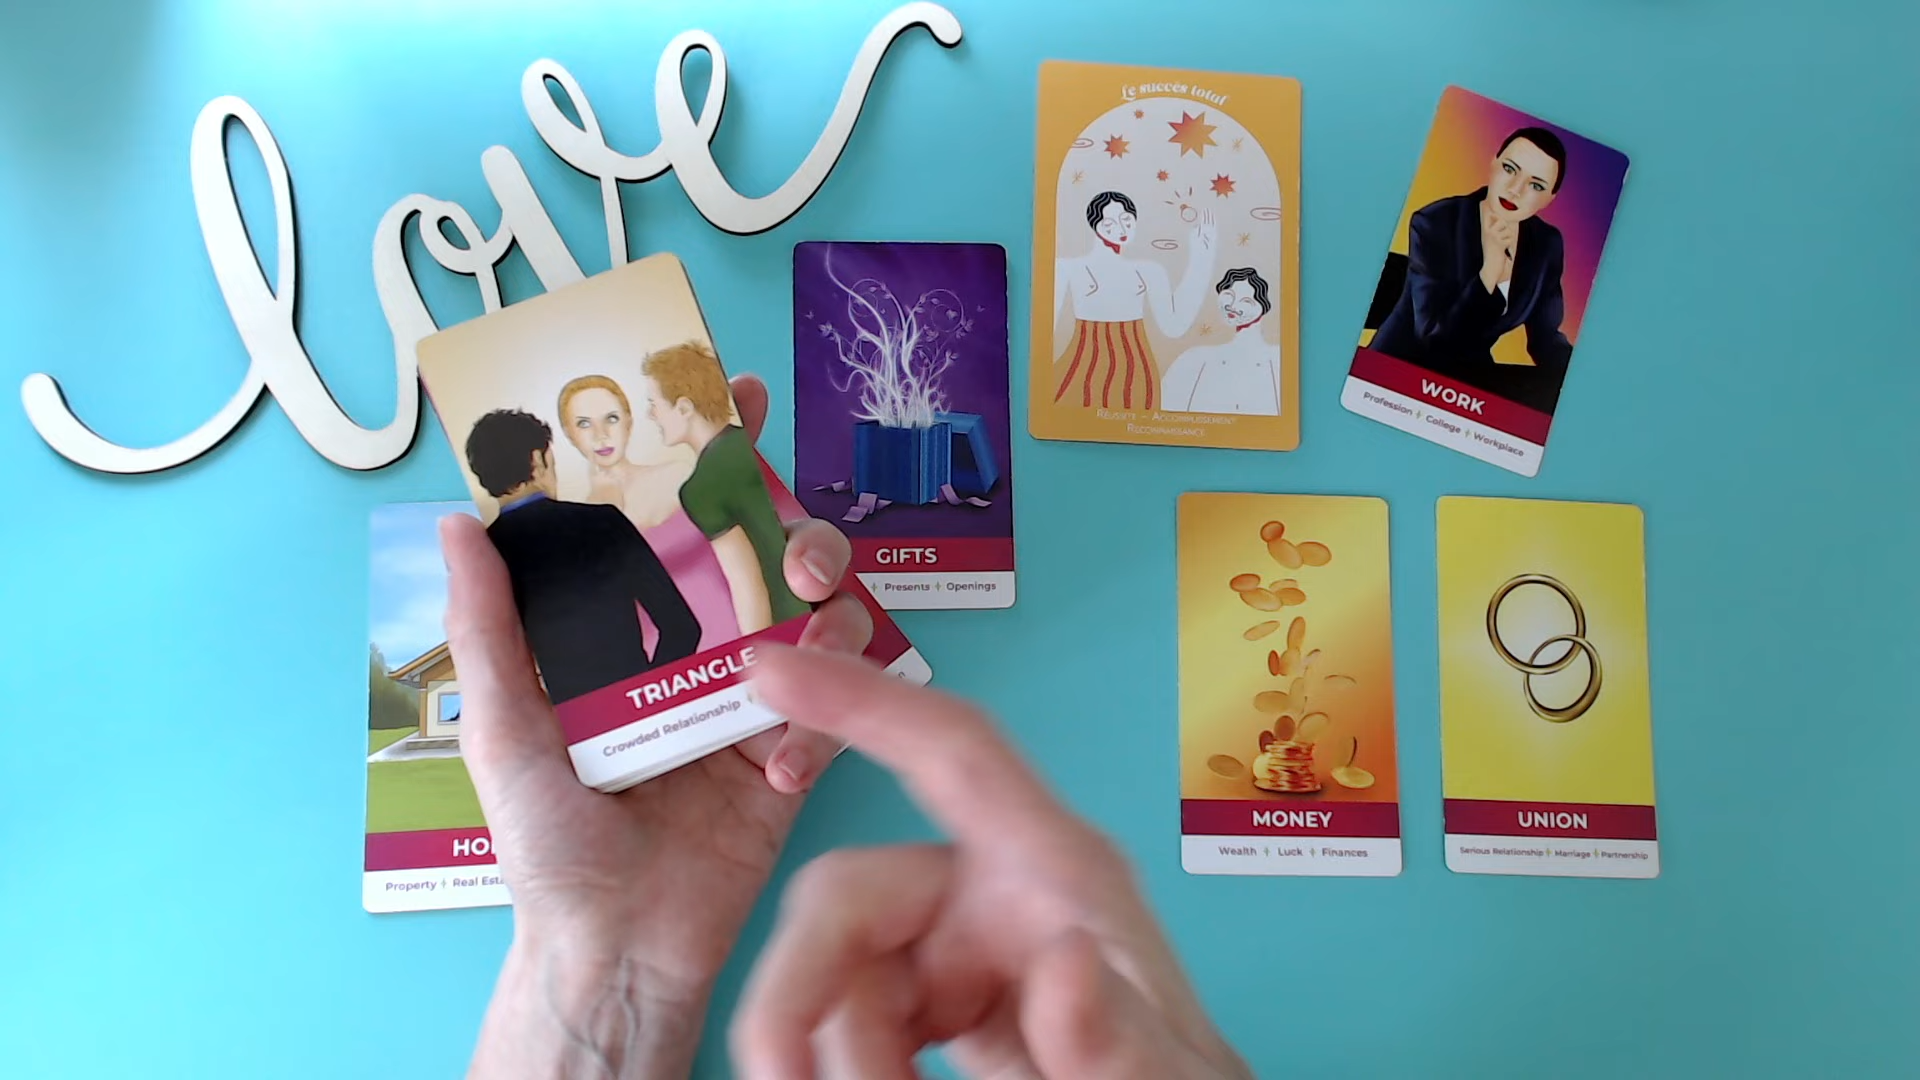 love
Le succès total
RÉUSSITE – ACCOMPLISSEMENT
RECONNAISSANCE
WORK
Profession + College + Workplace
GIFTS
Presents + Openings
TRIANGLE
Crowded Relationship
MONEY
Wealth + Luck + Finances
UNION
Serious Relationship + Marriage + Partnership
Property + Real